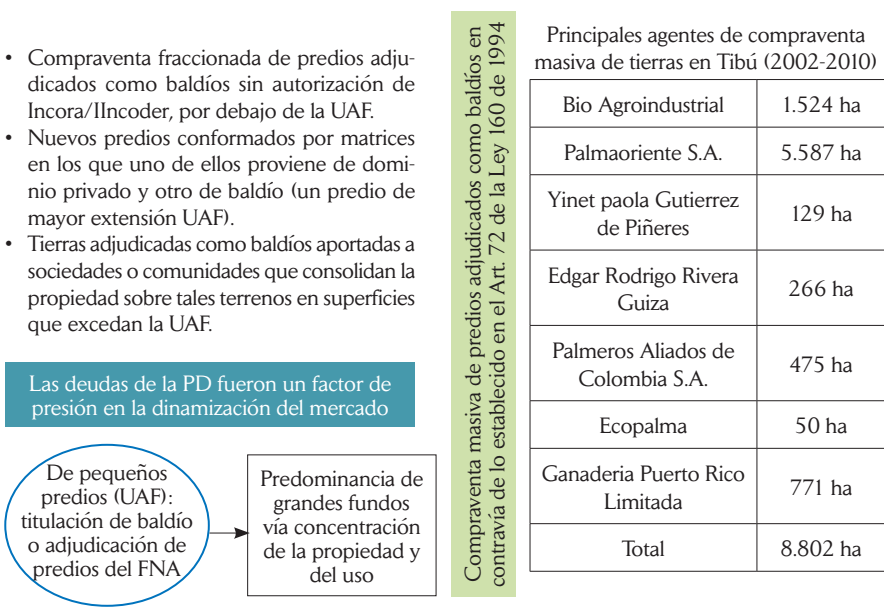 • Compraventa fraccionada de predios adju-
dicados como baldíos sin autorización de
Incora/IIncoder, por debajo de la UAF.
• Nuevos predios conformados por matrices
en los que uno de ellos proviene de domi-
nio privado y otro de baldío (un predio de
mayor extensión UAF).
• Tierras adjudicadas como baldíos aportadas a
sociedades o comunidades que consolidan la
propiedad sobre tales terrenos en superficies
que excedan la UAF.
Las deudas de la PD fueron un factor de
presión en la dinamización del mercado
De pequeños
predios (UAF):
titulación de baldío
o adjudicación de
predios del FNA
Predominancia de
grandes fundos
vía concentración
de la propiedad y
del uso
Compraventa masiva de predios adjudicados como baldíos en
contravía de lo establecido en el Art. 72 de la Ley 160 de 1994
Principales agentes de compraventa
masiva de tierras en Tibú (2002-2010)
Bio Agroindustrial 1.524 ha
Palmaoriente S.A. 5.587 ha
Yinet paola Gutierrez
de Piñeres 129 ha
Edgar Rodrigo Rivera
Guiza 266 ha
Palmeros Aliados de
Colombia S.A. 475 ha
Ecopalma 50 ha
Ganaderia Puerto Rico
Limitada 771 ha
Total 8.802 ha